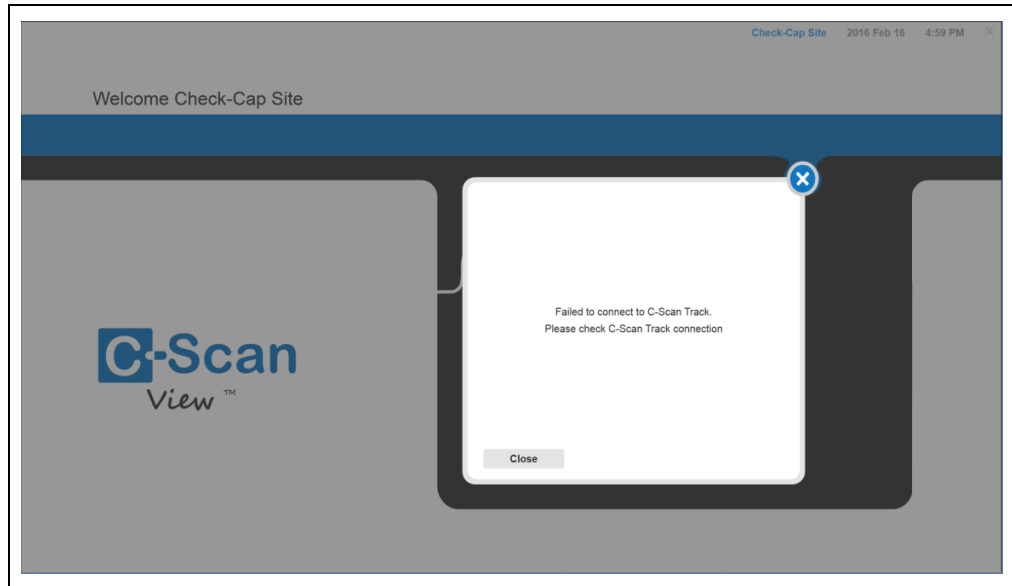 Check-Cap Site 2016 Feb 16 4:59 PM
Welcome Check-Cap Site
Failed to connect to C-Scan Track.
Please check C-Scan Track connection
C-Scan
View ™
Close